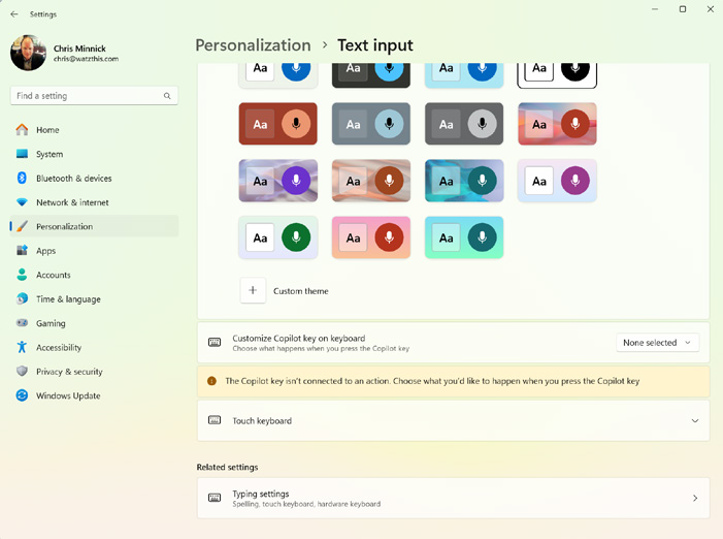 Settings
Chris Minnick
chris@watzthis.com
Find a setting
Home
System
Bluetooth & devices
Network & internet
Personalization
Apps
Accounts
Time & language
Gaming
Accessibility
Privacy & security
Windows Update
Personalization > Text input
Aa Aa Aa Aa
Aa Aa Aa Aa
Aa Aa Aa Aa
Aa Aa Aa
Custom theme
Customize Copilot key on keyboard
Choose what happens when you press the Copilot key
None selected
The Copilot key isn't connected to an action. Choose what you'd like to happen when you press the Copilot key
Touch keyboard
Related settings
Typing settings
Spelling, touch keyboard, hardware keyboard